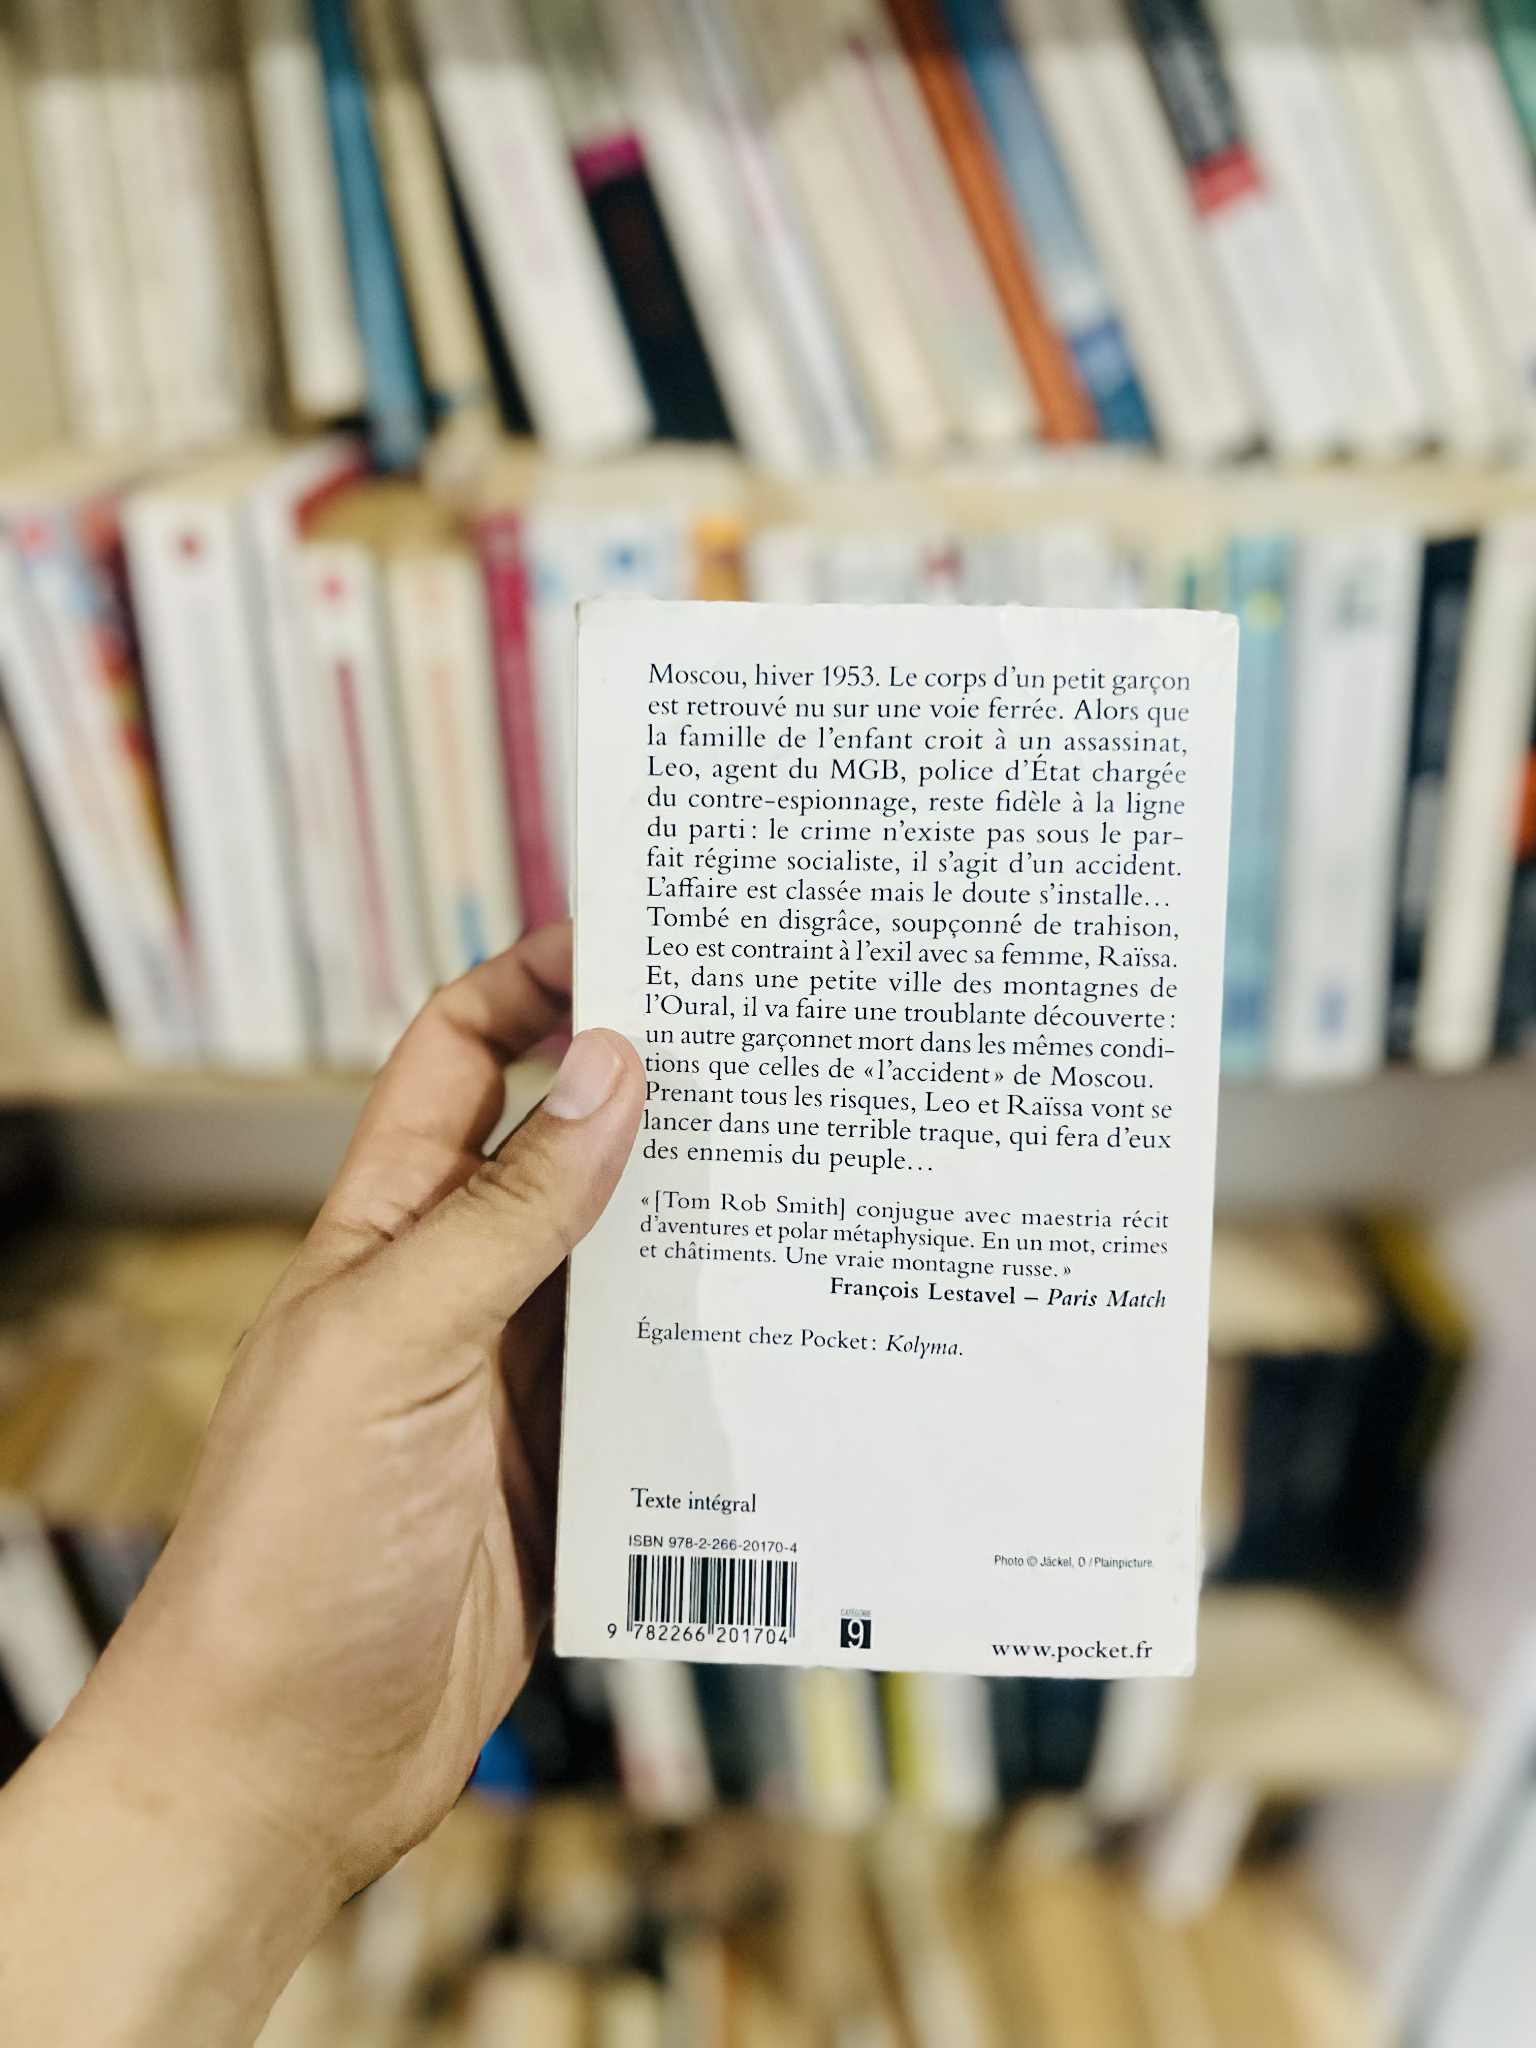 Moscou, hiver 1953. Le corps d'un petit garçon
est retrouvé nu sur une voie ferrée. Alors que
la famille de l'enfant croit à un assassinat,
Leo, agent du MGB, police d'État chargée
du contre-espionnage, reste fidèle à la ligne
du parti : le crime n'existe pas sous le par-
fait régime socialiste, il s'agit d'un accident.
L'affaire est classée mais le doute s'installe...
Tombé en disgrâce, soupçonné de trahison,
Leo est contraint à l'exil avec sa femme, Raïssa.
Et, dans une petite ville des montagnes de
l'Oural, il va faire une troublante découverte :
un autre garçonnet mort dans les mêmes condi-
tions que celles de « l'accident » de Moscou.
Prenant tous les risques, Leo et Raïssa vont se
lancer dans une terrible traque, qui fera d'eux
des ennemis du peuple...
« [Tom Rob Smith] conjugue avec maestria récit
d'aventures et polar métaphysique. En un mot, crimes
et châtiments. Une vraie montagne russe. »
François Lestavel – Paris Match
Également chez Pocket : Kolyma.
Texte intégral
ISBN 978-2-266-20170-4
9 782266 201704
Photo © Jäckel, O / Plainpicture.
CATÉGORIE
9
www.pocket.fr